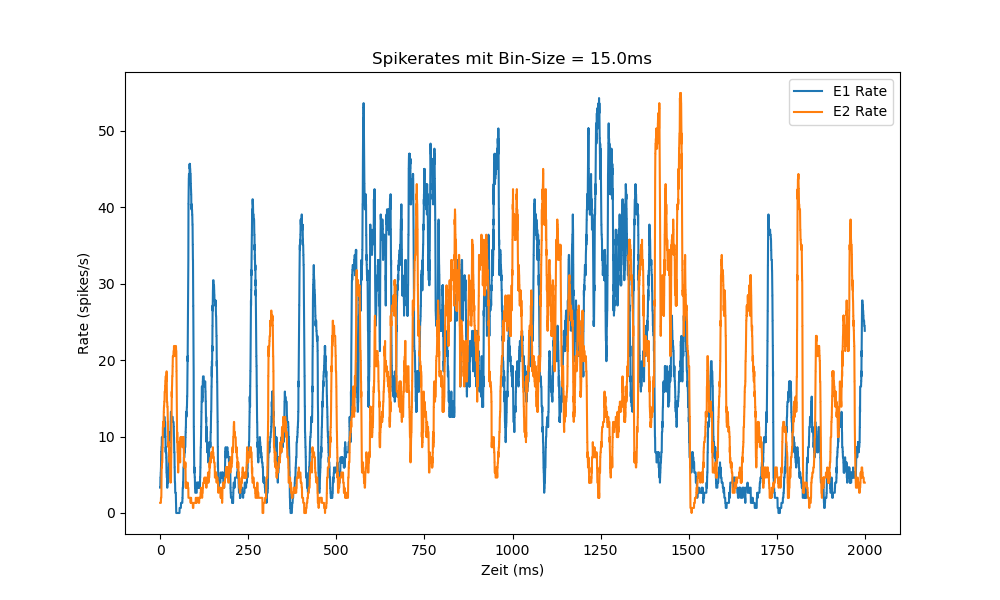 Spikerates mit Bin-Size = 15.0ms
E1 Rate
E2 Rate
50
40
30
20
10
0
Rate (spikes/s)
0 250 500 750 1000 1250 1500 1750 2000
Zeit (ms)